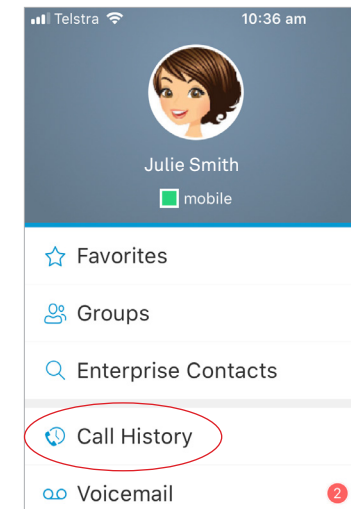 Telstra 10:36 am
Julie Smith
mobile
Favorites
Groups
Enterprise Contacts
Call History
Voicemail 2